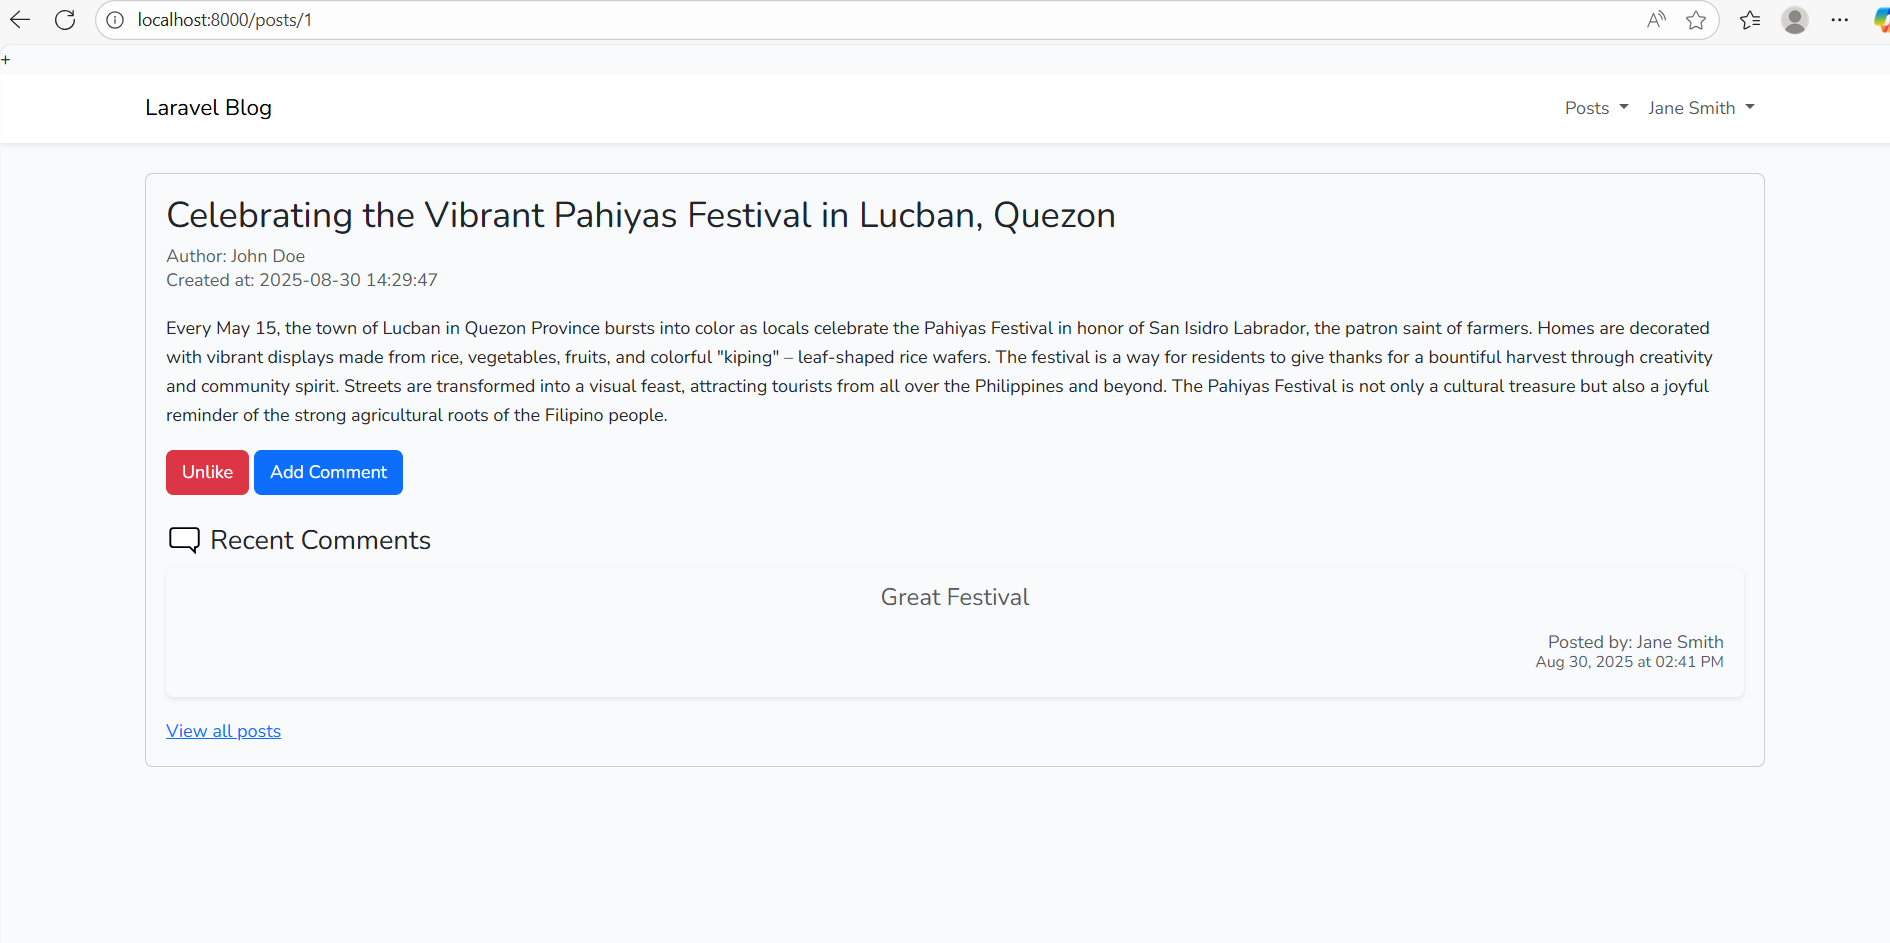 localhost:8000/posts/1
+
Laravel Blog
Posts
Jane Smith
Celebrating the Vibrant Pahiyas Festival in Lucban, Quezon
Author: John Doe
Created at: 2025-08-30 14:29:47
Every May 15, the town of Lucban in Quezon Province bursts into color as locals celebrate the Pahiyas Festival in honor of San Isidro Labrador, the patron saint of farmers. Homes are decorated
with vibrant displays made from rice, vegetables, fruits, and colorful "kiping" – leaf-shaped rice wafers. The festival is a way for residents to give thanks for a bountiful harvest through creativity
and community spirit. Streets are transformed into a visual feast, attracting tourists from all over the Philippines and beyond. The Pahiyas Festival is not only a cultural treasure but also a joyful
reminder of the strong agricultural roots of the Filipino people.
Unlike
Add Comment
Recent Comments
Great Festival
Posted by: Jane Smith
Aug 30, 2025 at 02:41 PM
View all posts